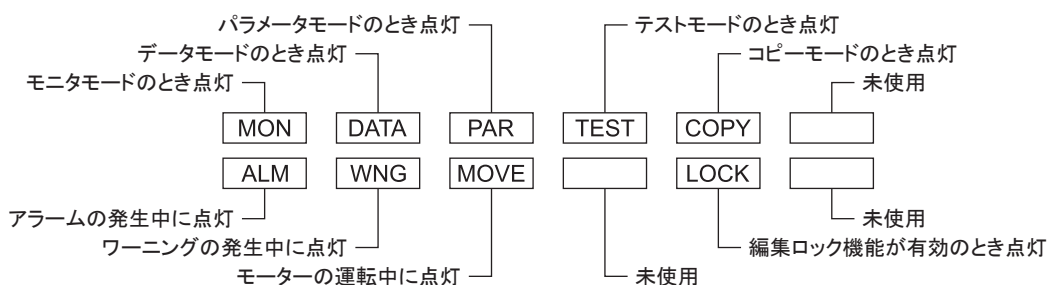 パラメータモードのとき点灯
テストモードのとき点灯
データモードのとき点灯
コピーモードのとき点灯
モニタモードのとき点灯
未使用
MON DATA PAR TEST COPY
ALM WNG MOVE LOCK
アラームの発生中に点灯
未使用
ワーニングの発生中に点灯
編集ロック機能が有効のとき点灯
モーターの運転中に点灯
未使用